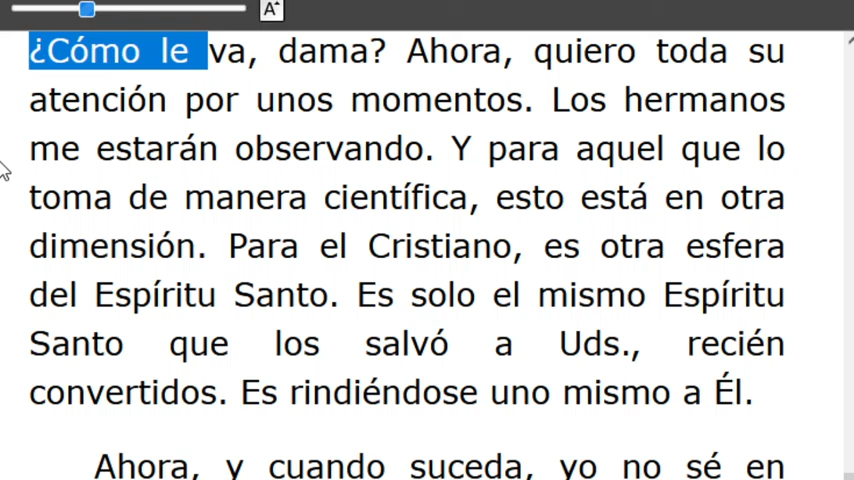 A
¿Cómo le va, dama? Ahora, quiero toda su
atención por unos momentos. Los hermanos
me estarán observando. Y para aquel que lo
toma de manera científica, esto está en otra
dimensión. Para el Cristiano, es otra esfera
del Espíritu Santo. Es solo el mismo Espíritu
Santo que los salvó a Uds., recién
convertidos. Es rindiéndose uno mismo a Él.
Ahora, y cuando suceda, yo no sé en